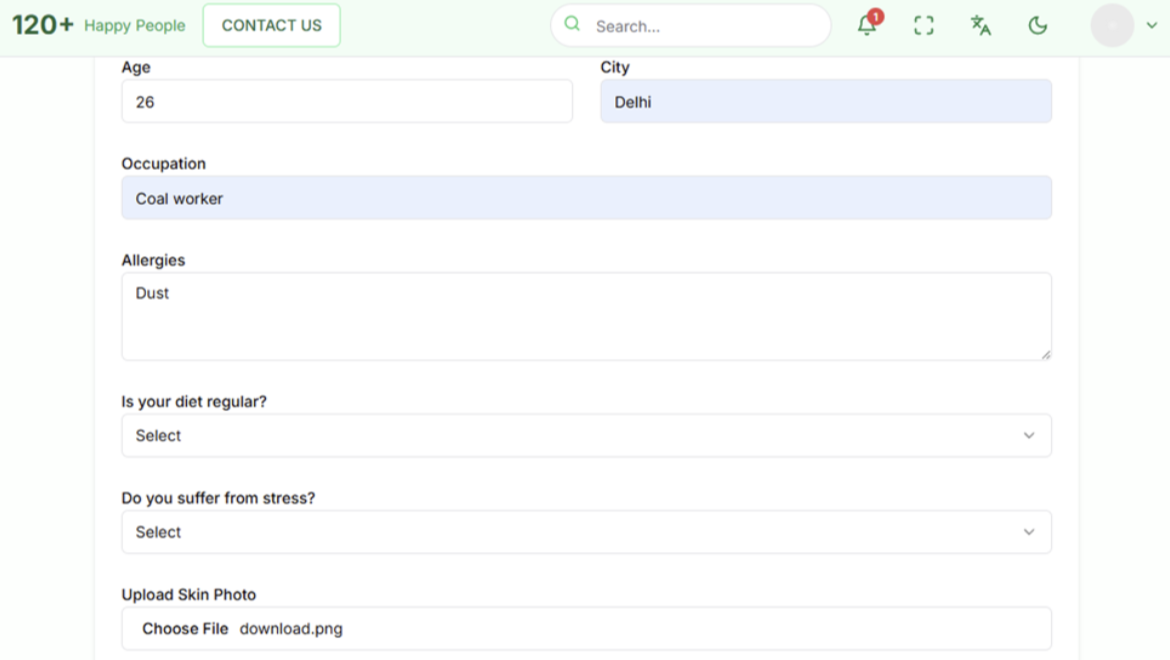 120+ Happy People CONTACT US Search... 1
Age City
26 Delhi
Occupation
Coal worker
Allergies
Dust
Is your diet regular?
Select
Do you suffer from stress?
Select
Upload Skin Photo
Choose File download.png